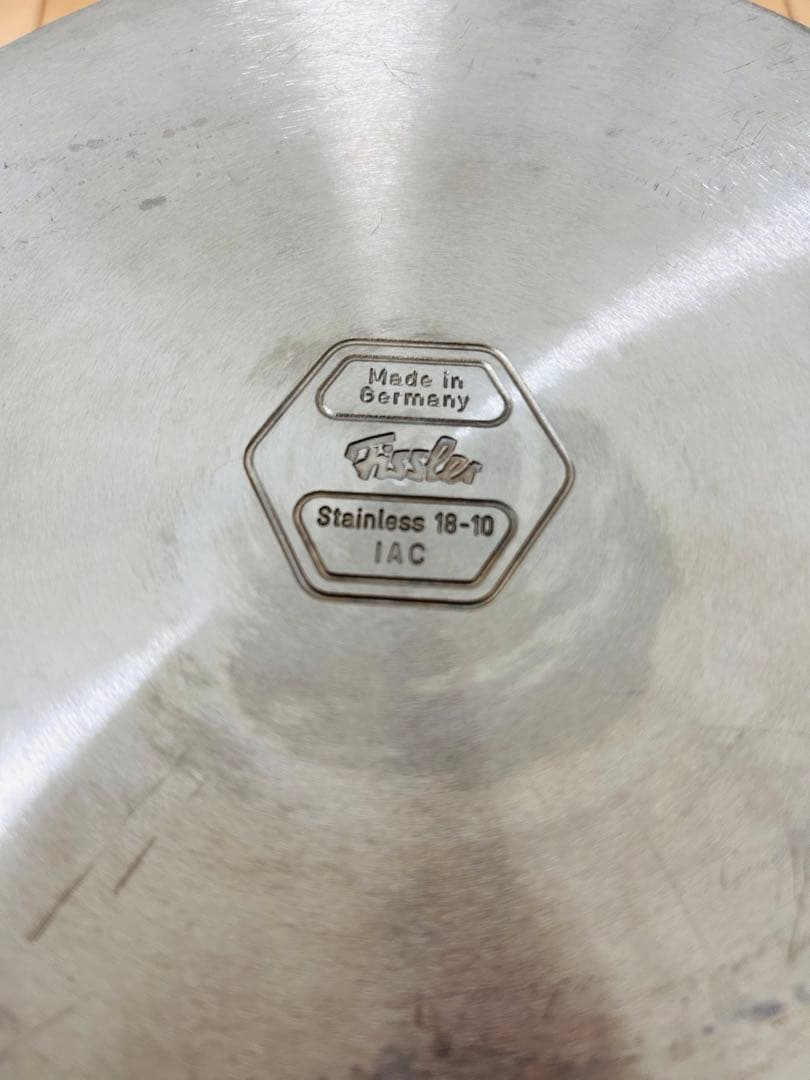 Made in
Germany
Fissler
Stainless 18-10
IAC